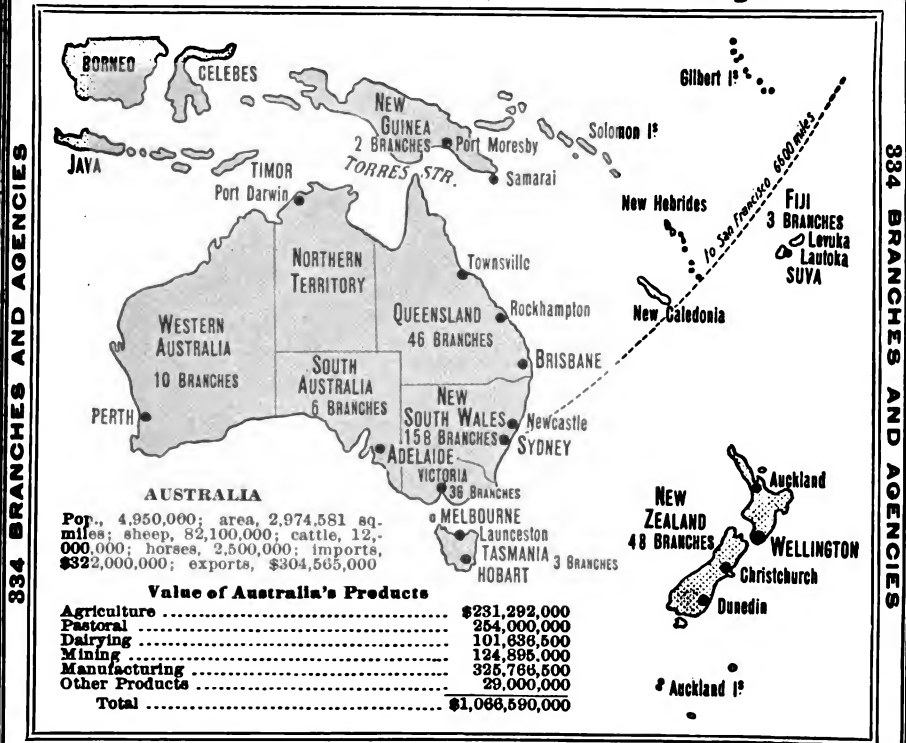 334 BRANCHES AND AGENCIES
BORNEO
CELEBES
JAVA
TIMOR
NEW
GUINEA
2 BRANCHES
Port Moresby
Samarai
TORRES STR.
Solomon Is
Gilbert Is
to San Francisco 6600 miles
New Hebrides
New Caledonia
FIJI
3 BRANCHES
Levuka
Lautoka
SUVA
Port Darwin
NORTHERN
TERRITORY
Townsville
Rockhampton
QUEENSLAND
46 BRANCHES
BRISBANE
WESTERN
AUSTRALIA
10 BRANCHES
PERTH
SOUTH
AUSTRALIA
6 BRANCHES
ADELAIDE
NEW
SOUTH WALES
158 BRANCHES
Newcastle
SYDNEY
VICTORIA
36 BRANCHES
MELBOURNE
Launceston
TASMANIA
3 BRANCHES
HOBART
NEW
ZEALAND
48 BRANCHES
Auckland
WELLINGTON
Christchurch
Dunedin
Auckland Is
AUSTRALIA
Pop., 4,950,000; area, 2,974,581 sq.
miles; sheep, 82,100,000; cattle, 12,-
000,000; horses, 2,500,000; imports,
$322,000,000; exports, $304,565,000
Value of Australia's Products
Agriculture ........ $231,292,000
Pastoral ........ 254,000,000
Dairying ........ 101,636,500
Mining ........ 124,895,000
Manufacturing ........ 325,766,500
Other Products ........ 29,000,000
Total ........ $1,066,590,000
334 BRANCHES AND AGENCIES